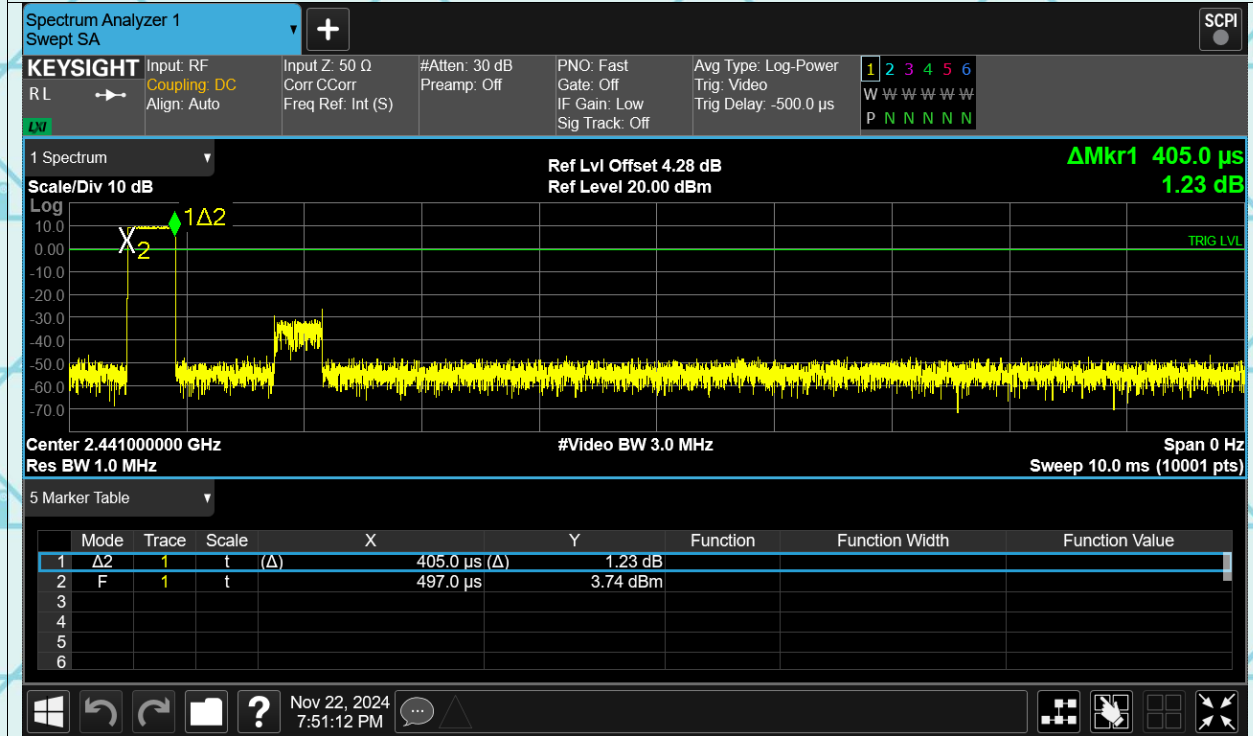 Spectrum Analyzer 1
Swept SA
SCPI
KEYSIGHT
RL
LXI
Input: RF
Coupling: DC
Align: Auto
Input Z: 50 Ω
Corr CCorr
Freq Ref: Int (S)
#Atten: 30 dB
Preamp: Off
PNO: Fast
Gate: Off
IF Gain: Low
Sig Track: Off
Avg Type: Log-Power
Trig: Video
Trig Delay: -500.0 µs
1 2 3 4 5 6
W W W W W W
P N N N N N
1 Spectrum
Scale/Div 10 dB
Ref Lvl Offset 4.28 dB
Ref Level 20.00 dBm
ΔMkr1 405.0 µs
1.23 dB
Log
10.0
0.00
-10.0
-20.0
-30.0
-40.0
-50.0
-60.0
-70.0
1Δ2
X2
TRIG LVL
Center 2.441000000 GHz
#Video BW 3.0 MHz
Span 0 Hz
Res BW 1.0 MHz
Sweep 10.0 ms (10001 pts)
5 Marker Table
Mode Trace Scale X Y Function Function Width Function Value
1 Δ2 1 t (Δ) 405.0 µs (Δ) 1.23 dB
2 F 1 t 497.0 µs 3.74 dBm
3
4
5
6
?
Nov 22, 2024
7:51:12 PM